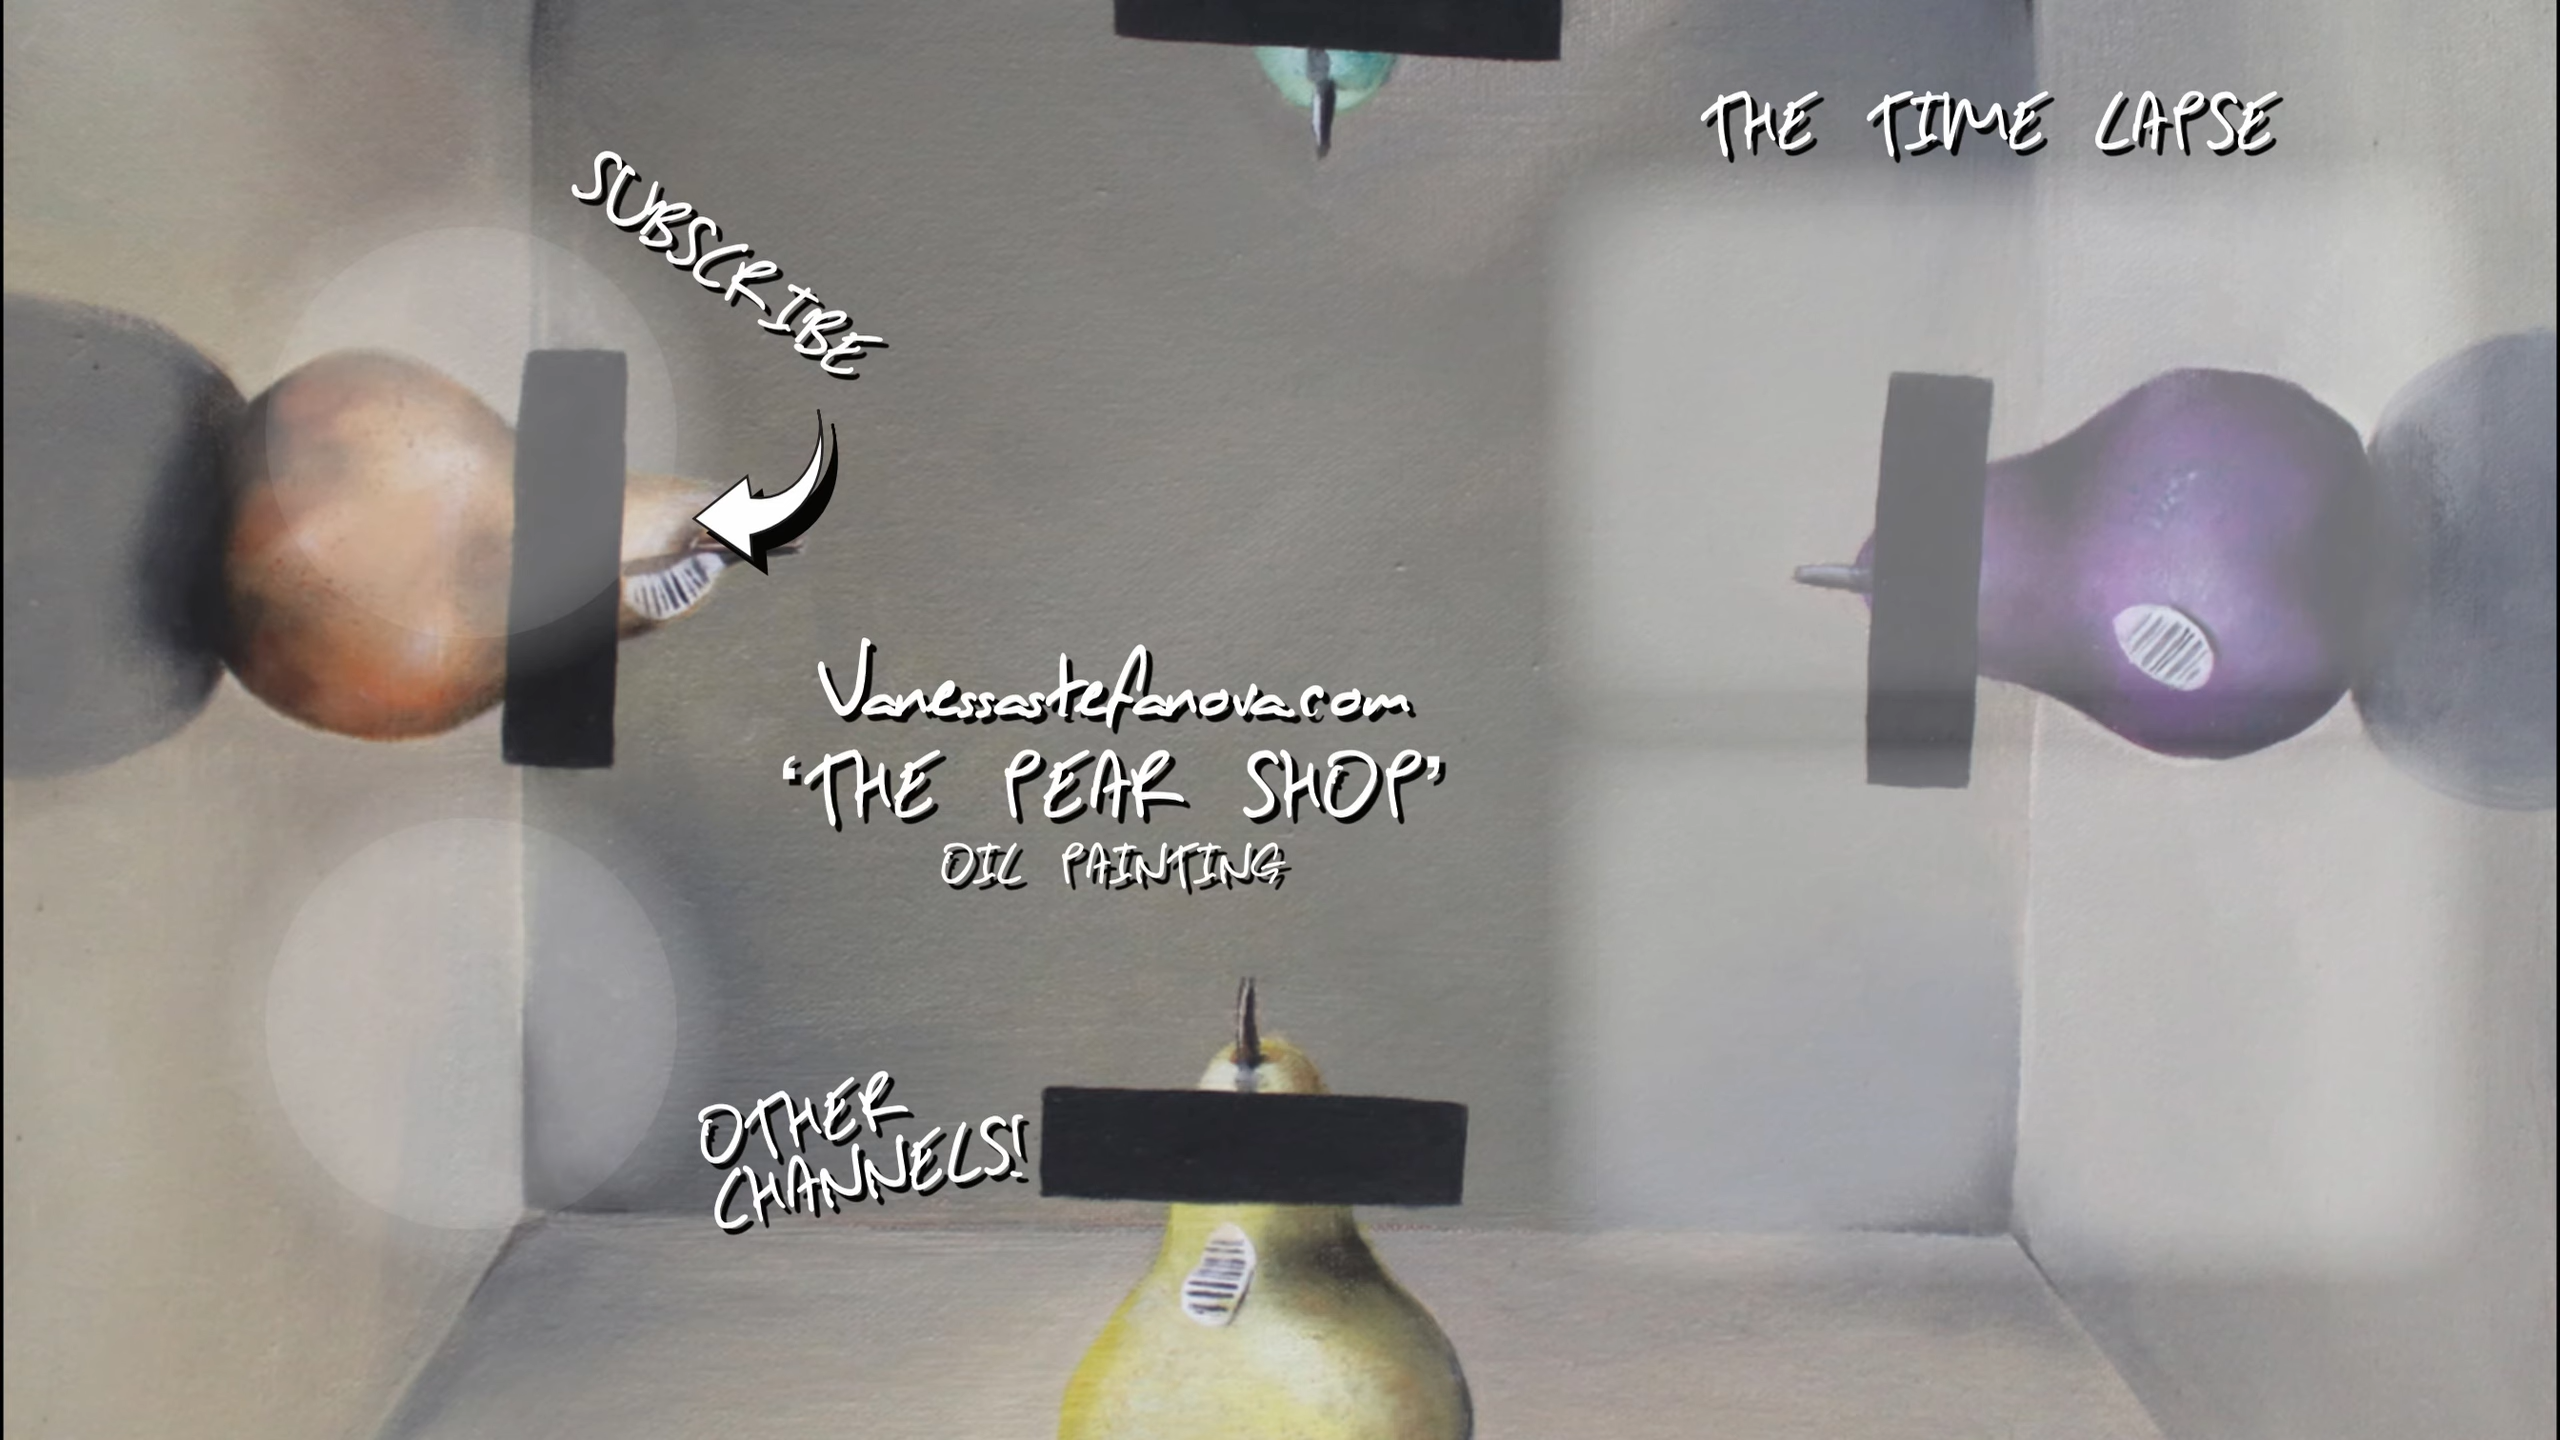 THE TIME LAPSE
SUBSCRIBE
Vanessastefanova.com
‘THE PEAR SHOP’
OIL PAINTING
OTHER
CHANNELS!